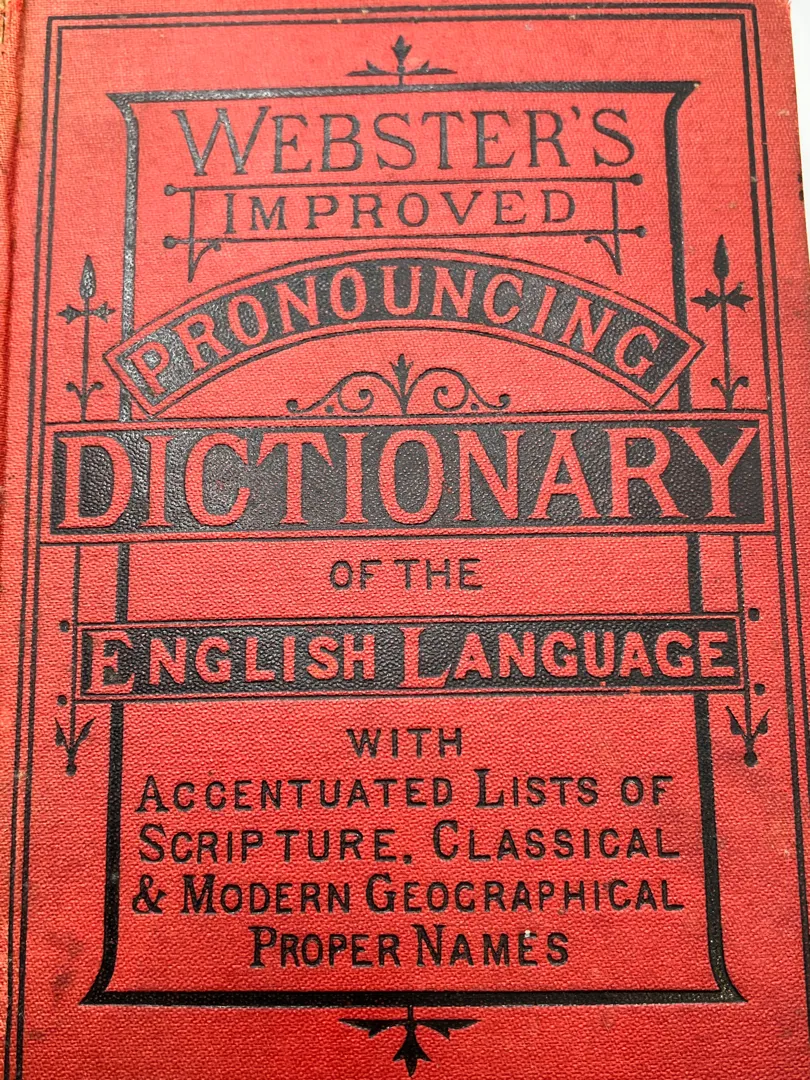 WEBSTER'S
IMPROVED
PRONOUNCING
DICTIONARY
OF THE
ENGLISH LANGUAGE
WITH
ACCENTUATED LISTS OF
SCRIPTURE, CLASSICAL
& MODERN GEOGRAPHICAL
PROPER NAMES